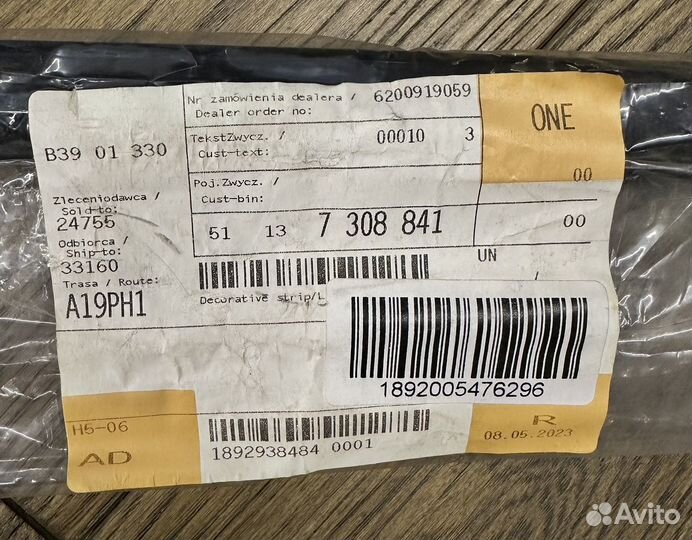 Nr zamówienia dealera / 6200919059
Dealer order no:
ONE
B39 01 330
TekstZwycz. / 00010 3
Cust-text:
Poj.Zwycz. / 00
Cust-bin:
Zleceniodawca /
Sold-to:
24755
51 13 7 308 841 00
Odbiorca /
Ship-to:
33160
UN
Trasa / Route:
A19PH1
Decorative strip/L
/
1892005476296
H5-06
AD
1892938484 0001
R
08.05.2023
Avito